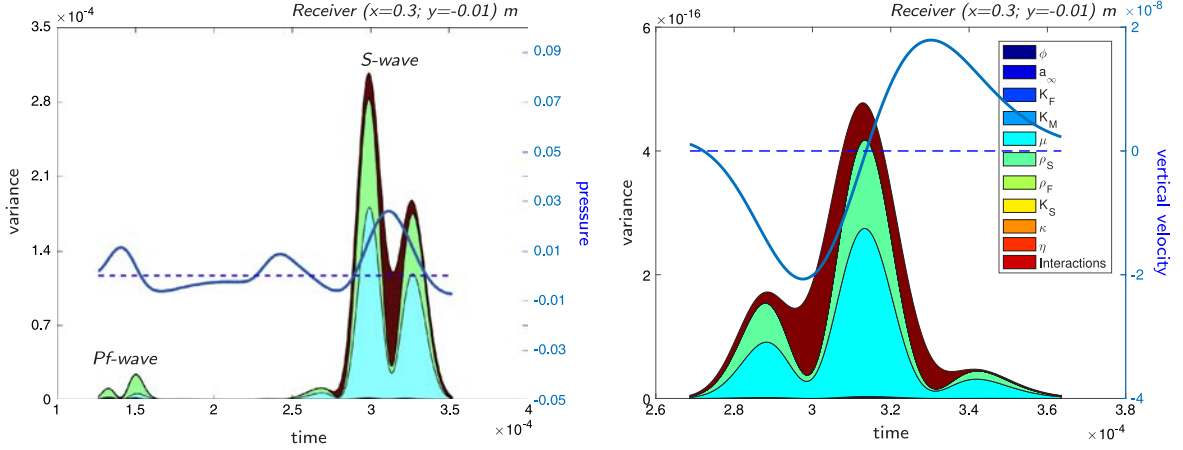 ×10⁻⁴
Receiver (x=0.3; y=-0.01) m
3.5
2.8
2.1
1.4
0.7
0
variance
S-wave
Pf-wave
0.09
0.07
0.05
0.03
0.01
-0.01
-0.03
-0.05
pressure
1
1.5
2
2.5
3
3.5
4
time
×10⁻⁴
×10⁻¹⁶
Receiver (x=0.3; y=-0.01) m
×10⁻⁸
6
4
2
0
variance
ϕ
a∞
K_F
K_M
μ
ρ_S
ρ_F
K_S
κ
η
Interactions
2
0
-2
-4
vertical velocity
2.6
2.8
3
3.2
3.4
3.6
3.8
time
×10⁻⁴